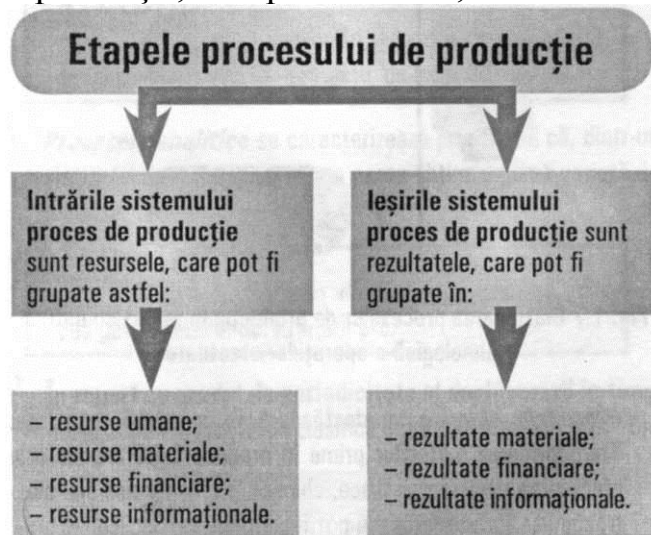 Etapele procesului de producție
Intrările sistemului
proces de producție
sunt resursele, care pot fi
grupate astfel:
Ieșirile sistemului
proces de producție sunt
rezultatele, care pot fi
grupate în:
– resurse umane;
– resurse materiale;
– resurse financiare;
– resurse informaționale.
– rezultate materiale;
– rezultate financiare;
– rezultate informaționale.